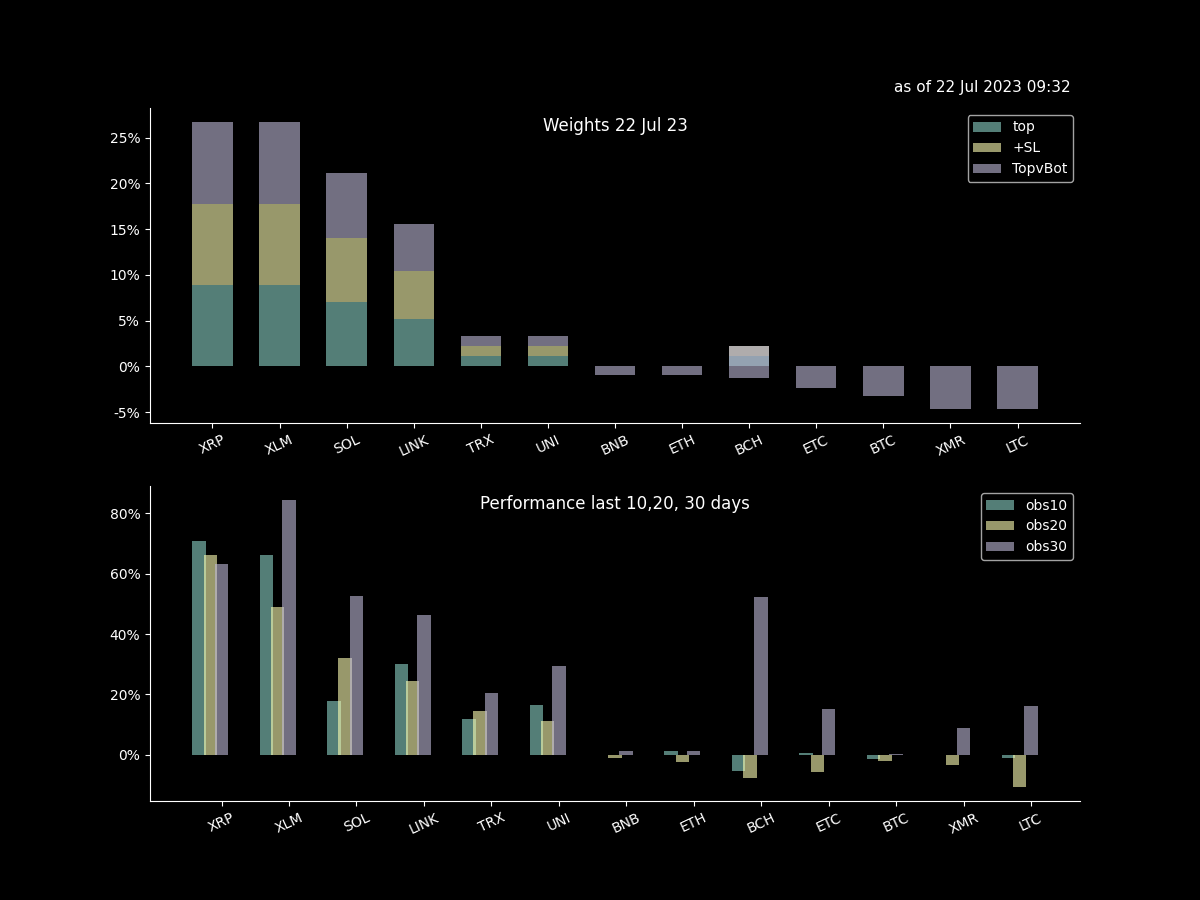 as of 22 Jul 2023 09:32
Weights 22 Jul 23
top
+SL
TopvBot
25%
20%
15%
10%
5%
0%
-5%
XRP XLM SOL LINK TRX UNI BNB ETH BCH ETC BTC XMR LTC
Performance last 10,20, 30 days
obs10
obs20
obs30
80%
60%
40%
20%
0%
XRP XLM SOL LINK TRX UNI BNB ETH BCH ETC BTC XMR LTC